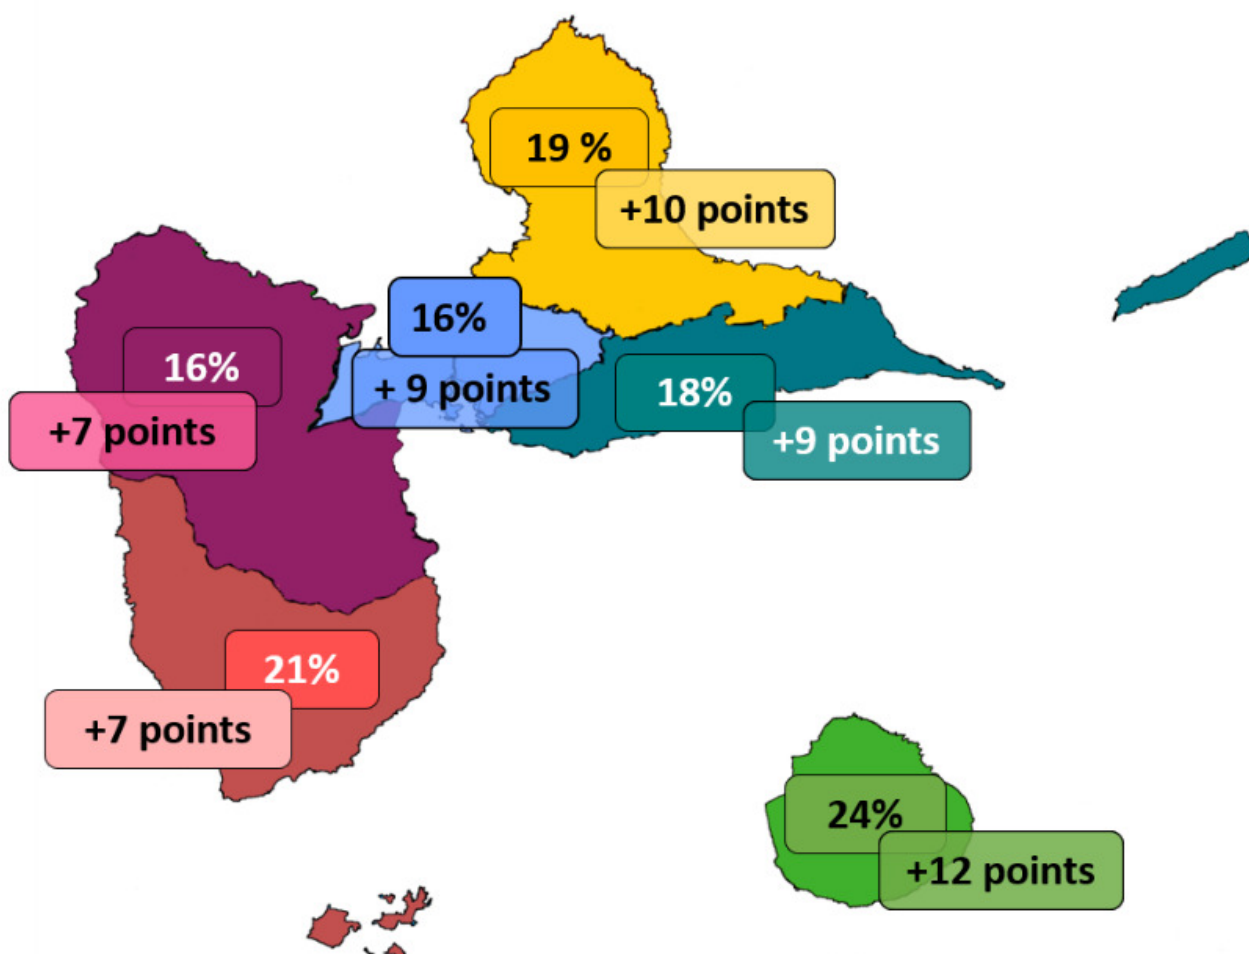 19 %
+10 points
16%
+ 9 points
16%
+7 points
18%
+9 points
21%
+7 points
24%
+12 points